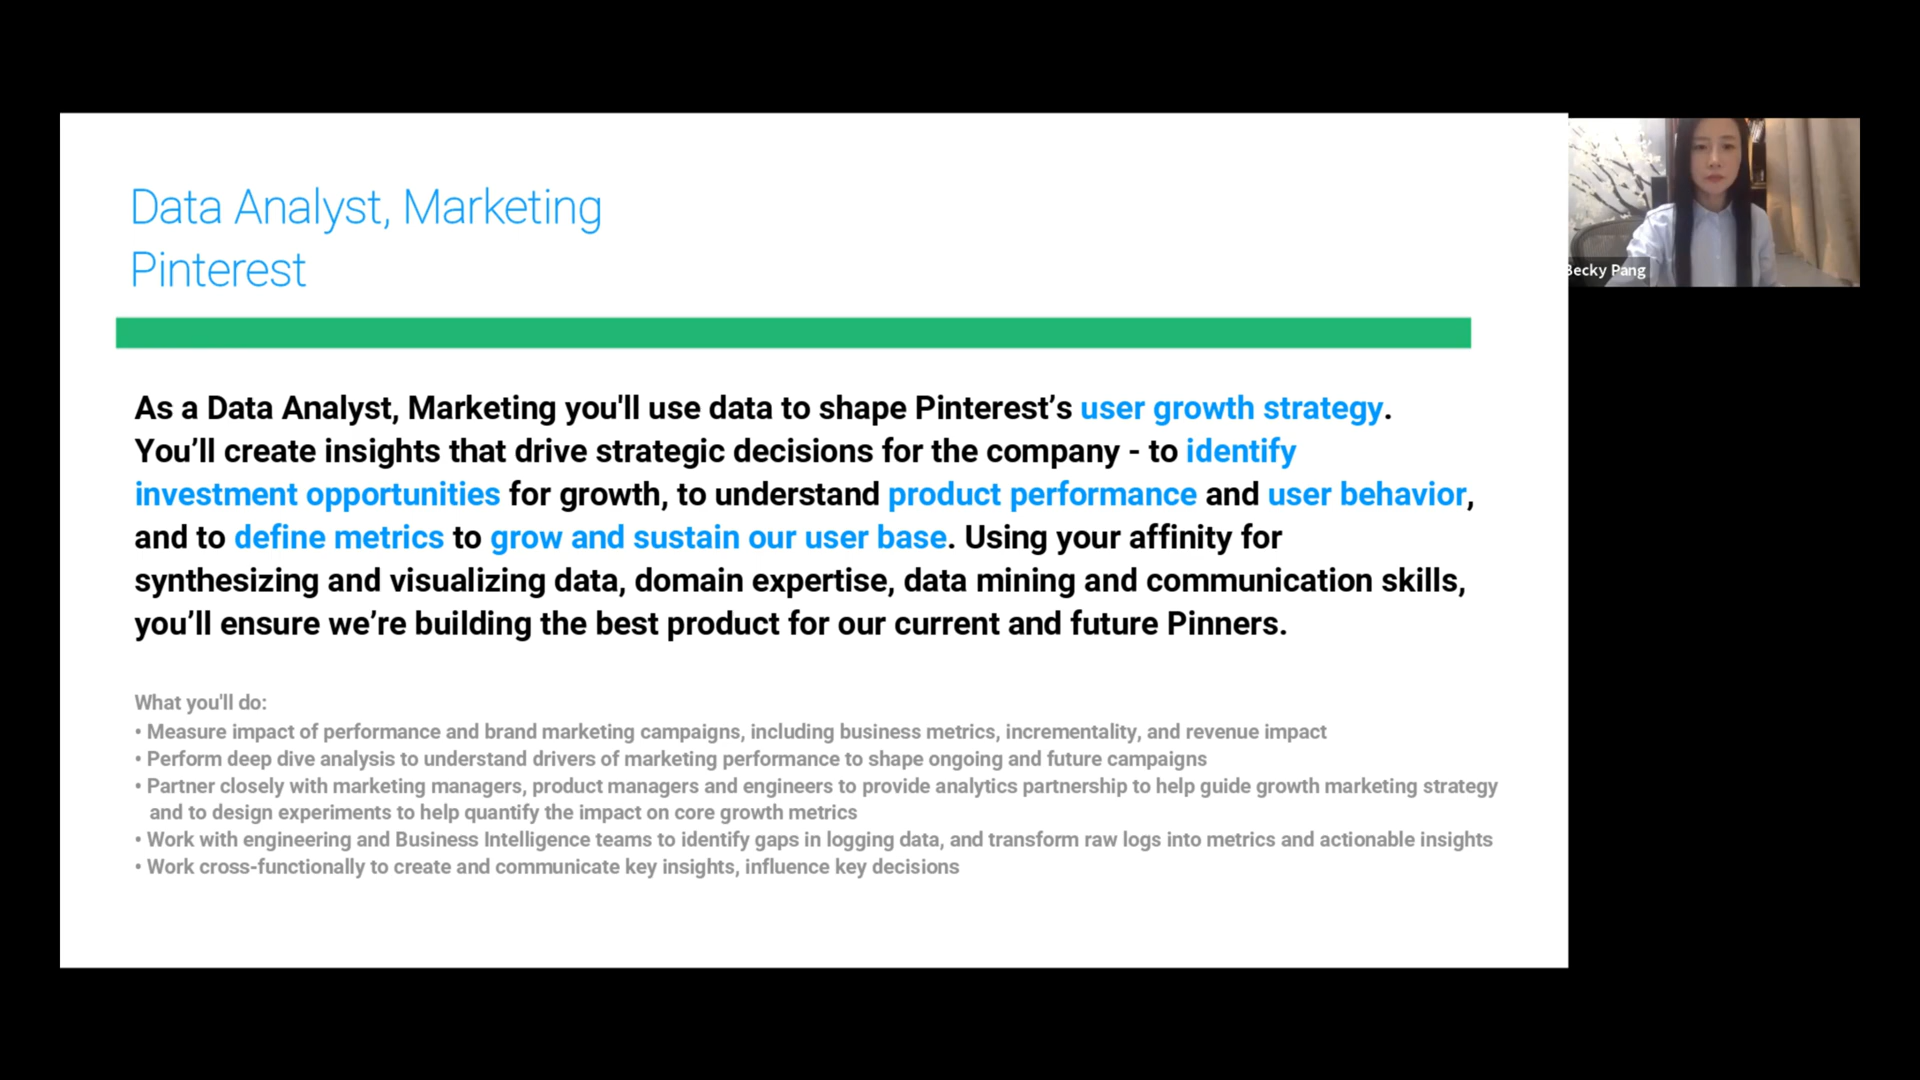 Data Analyst, Marketing
Pinterest
As a Data Analyst, Marketing you'll use data to shape Pinterest’s user growth strategy.
You’ll create insights that drive strategic decisions for the company - to identify
investment opportunities for growth, to understand product performance and user behavior,
and to define metrics to grow and sustain our user base. Using your affinity for
synthesizing and visualizing data, domain expertise, data mining and communication skills,
you’ll ensure we’re building the best product for our current and future Pinners.
What you'll do:
• Measure impact of performance and brand marketing campaigns, including business metrics, incrementality, and revenue impact
• Perform deep dive analysis to understand drivers of marketing performance to shape ongoing and future campaigns
• Partner closely with marketing managers, product managers and engineers to provide analytics partnership to help guide growth marketing strategy
and to design experiments to help quantify the impact on core growth metrics
• Work with engineering and Business Intelligence teams to identify gaps in logging data, and transform raw logs into metrics and actionable insights
• Work cross-functionally to create and communicate key insights, influence key decisions
Becky Pang